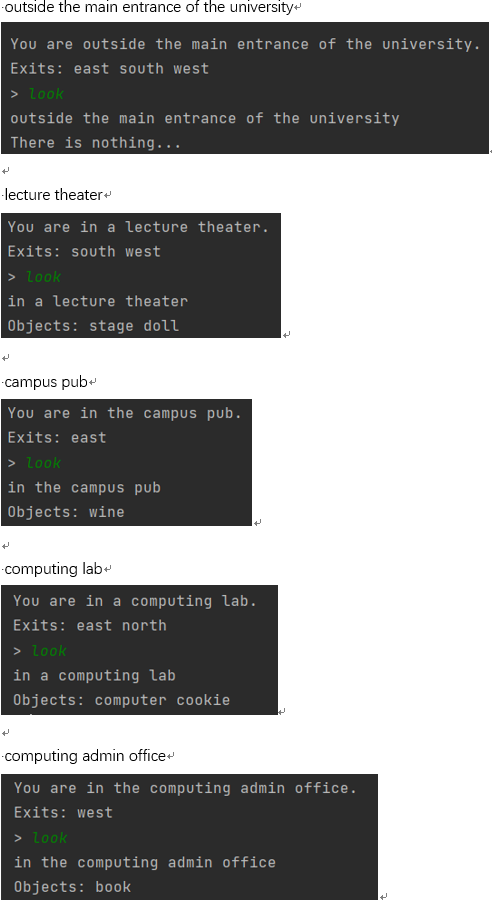 ·outside the main entrance of the university↵
You are outside the main entrance of the university.
Exits: east south west
> look
outside the main entrance of the university
There is nothing...
↵
·lecture theater↵
You are in a lecture theater.
Exits: south west
> look
in a lecture theater
Objects: stage doll
↵
·campus pub↵
You are in the campus pub.
Exits: east
> look
in the campus pub
Objects: wine
↵
·computing lab↵
You are in a computing lab.
Exits: east north
> look
in a computing lab
Objects: computer cookie
↵
·computing admin office↵
You are in the computing admin office.
Exits: west
> look
in the computing admin office
Objects: book